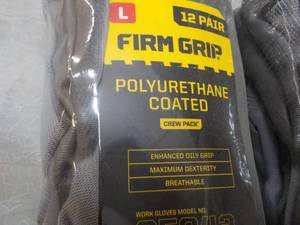 L
12 PAIR
FIRM GRIP
POLYURETHANE
COATED
CREW PACK
ENHANCED OILY GRIP
MAXIMUM DEXTERITY
BREATHABLE
WORK GLOVES MODEL NO.